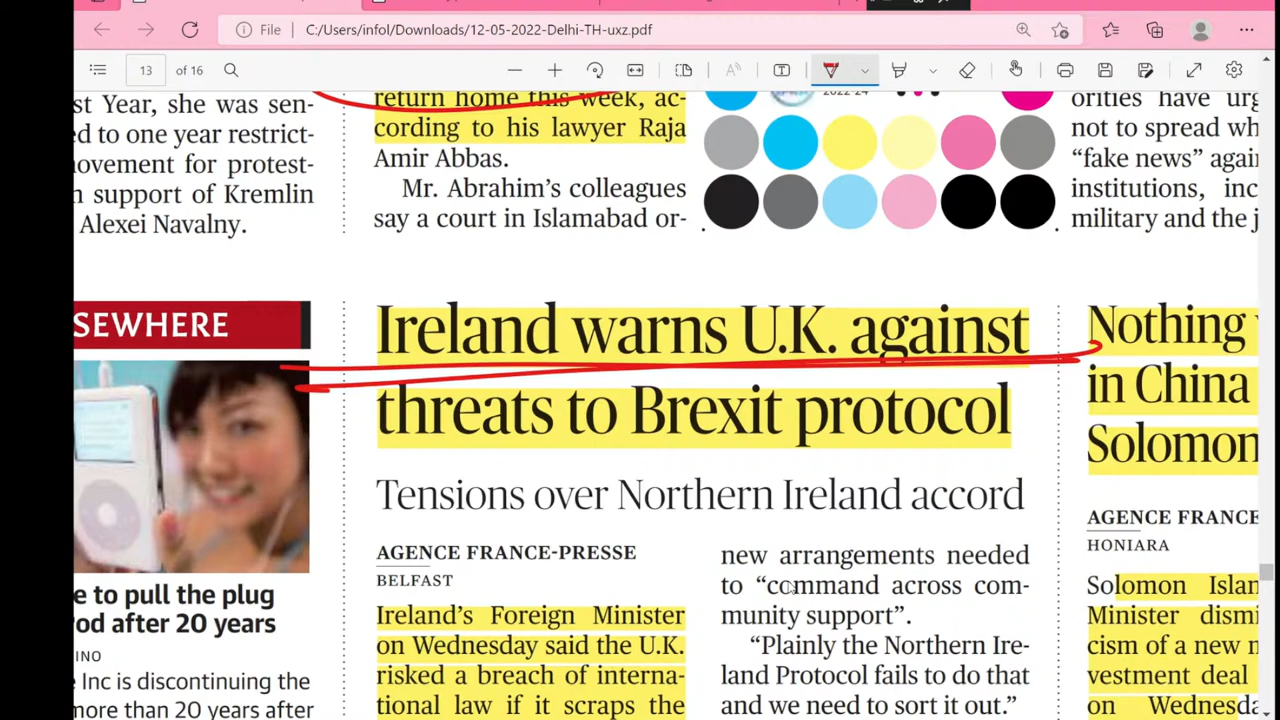 File
C:/Users/infol/Downloads/12-05-2022-Delhi-TH-uxz.pdf
13
of 16
st Year, she was sen-
ed to one year restrict-
movement for protest-
n support of Kremlin
Alexei Navalny.
return home this week, ac-
cording to his lawyer Raja
Amir Abbas.
Mr. Abrahim's colleagues
say a court in Islamabad or-
2022-24
orities have urg
not to spread wh
“fake news” agai
institutions, inc
military and the j
SEWHERE
e to pull the plug
od after 20 years
INO
e Inc is discontinuing the
more than 20 years after
Ireland warns U.K. against
threats to Brexit protocol
Tensions over Northern Ireland accord
AGENCE FRANCE-PRESSE
BELFAST
Ireland's Foreign Minister
on Wednesday said the U.K.
risked a breach of interna-
tional law if it scraps the
new arrangements needed
to “command across com-
munity support”.
“Plainly the Northern Ire-
land Protocol fails to do that
and we need to sort it out.”
Nothing
in China
Solomon
AGENCE FRANCE
HONIARA
Solomon Islan
Minister dismi
cism of a new
vestment deal
on Wednesda